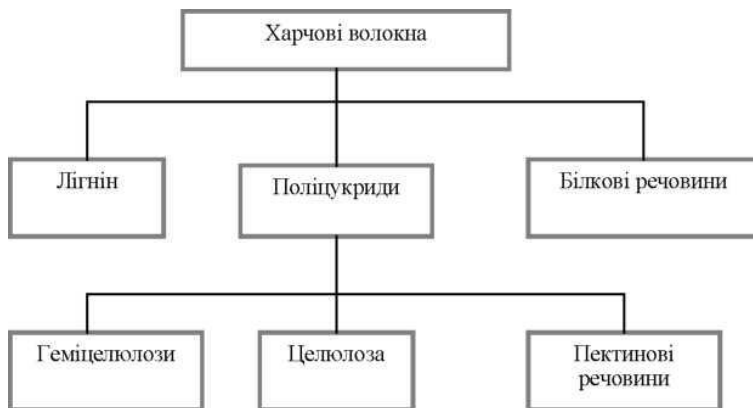 Харчові волокна
Лігнін
Поліцукриди
Білкові речовини
Геміцелюлози
Целюлоза
Пектинові
речовини